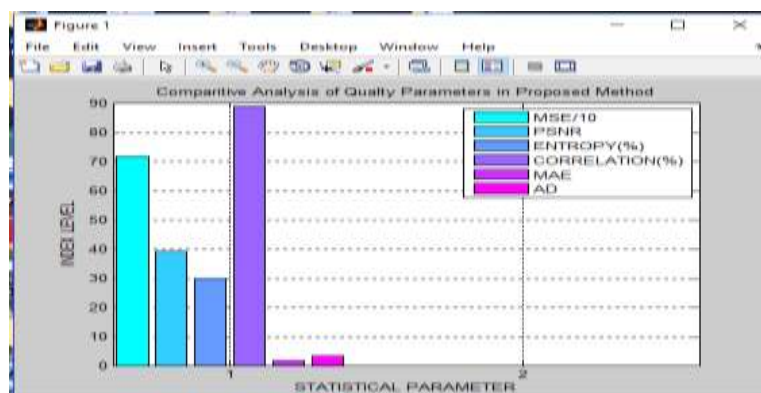 Figure 1
File Edit View Insert Tools Desktop Window Help
Comparitive Analysis of Qualty Parameters in Proposed Method
90
80
70
60
50
40
30
20
10
0
INDEX LEVEL
MSE/10
PSNR
ENTROPY(%)
CORRELATION(%)
MAE
AD
1 2
STATISTICAL PARAMETER